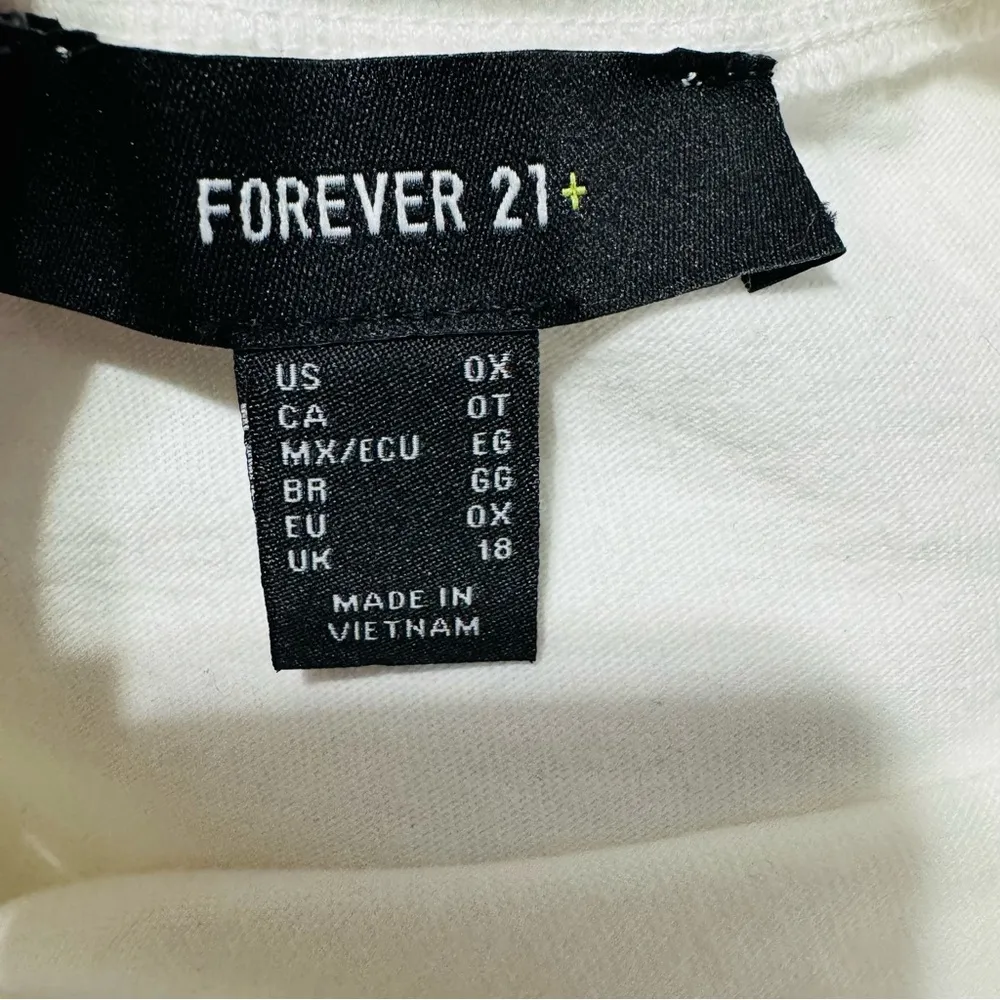 FOREVER 21+
US 0X
CA 0T
MX/ECU EG
BR GG
EU 0X
UK 18
MADE IN
VIETNAM